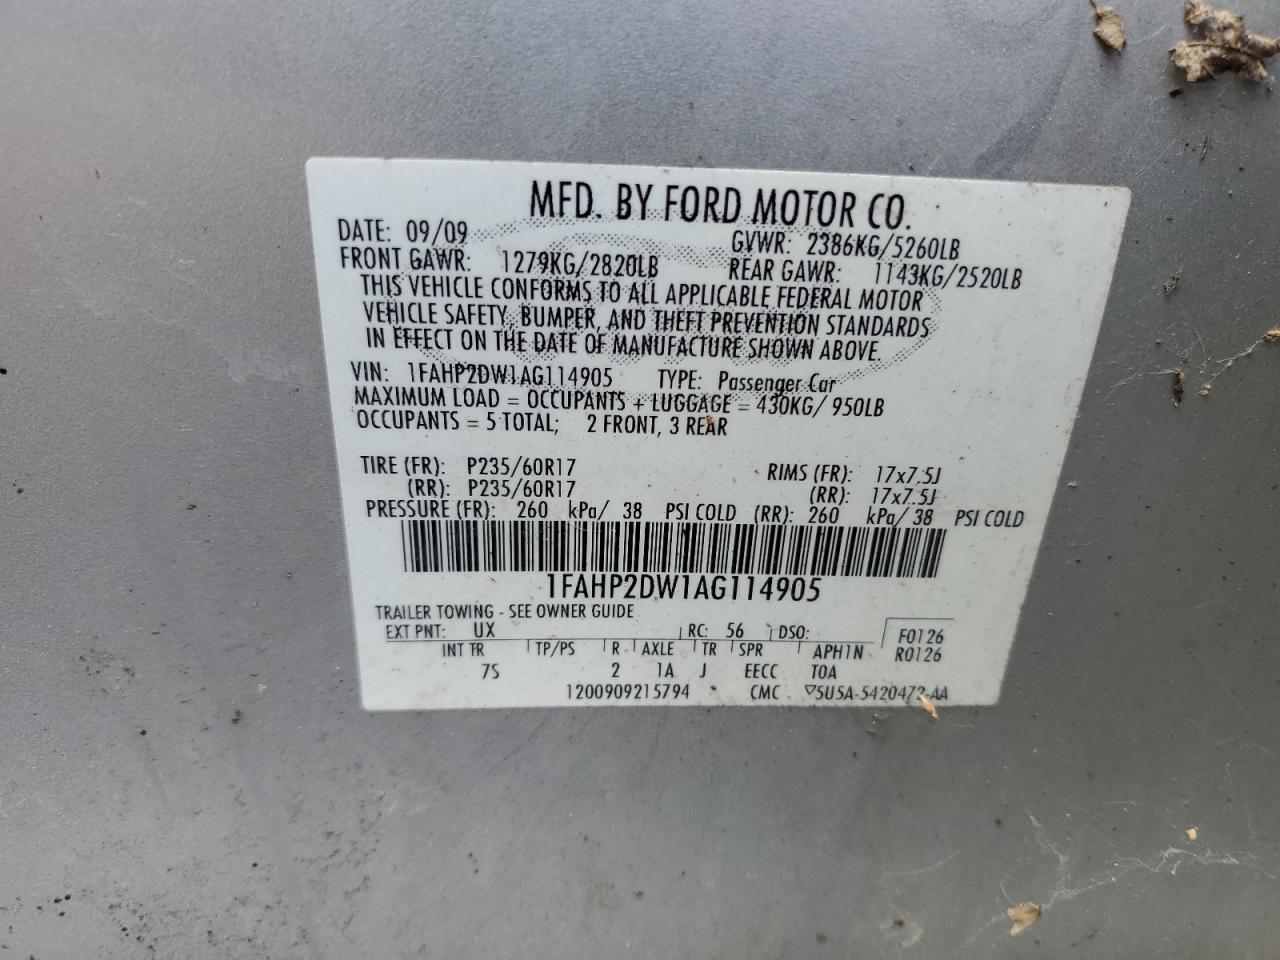 MFD. BY FORD MOTOR CO.
DATE: 09/09 GVWR: 2386KG/5260LB
FRONT GAWR: 1279KG/2820LB REAR GAWR: 1143KG/2520LB
THIS VEHICLE CONFORMS TO ALL APPLICABLE FEDERAL MOTOR
VEHICLE SAFETY, BUMPER, AND THEFT PREVENTION STANDARDS
IN EFFECT ON THE DATE OF MANUFACTURE SHOWN ABOVE.
VIN: 1FAHP2DW1AG114905 TYPE: Passenger Car
MAXIMUM LOAD = OCCUPANTS + LUGGAGE = 430KG/ 950LB
OCCUPANTS = 5 TOTAL; 2 FRONT, 3 REAR
TIRE (FR): P235/60R17 RIMS (FR): 17x7.5J
(RR): P235/60R17 (RR): 17x7.5J
PRESSURE (FR): 260 kPa/ 38 PSI COLD (RR): 260 kPa/ 38 PSI COLD
1FAHP2DW1AG114905
TRAILER TOWING - SEE OWNER GUIDE
EXT PNT: UX RC: 56 DSO: F0126
INT TR TP/PS R AXLE TR SPR APH1N R0126
7S 2 1A J EECC TOA
1200909215794 CMC ▽5U5A-5420472-AA